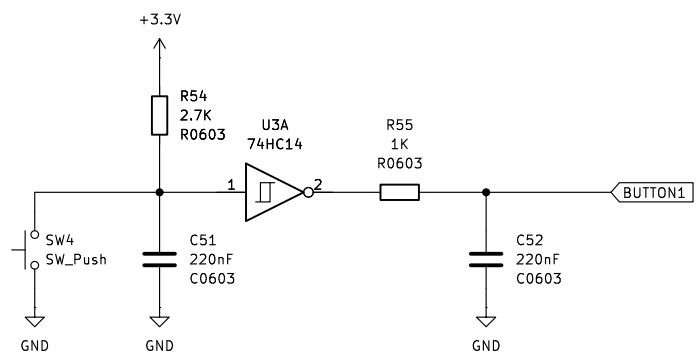 +3.3V
R54
2.7K
R0603
U3A
74HC14
R55
1K
R0603
1
2
BUTTON1
SW4
SW_Push
C51
220nF
C0603
C52
220nF
C0603
GND
GND
GND